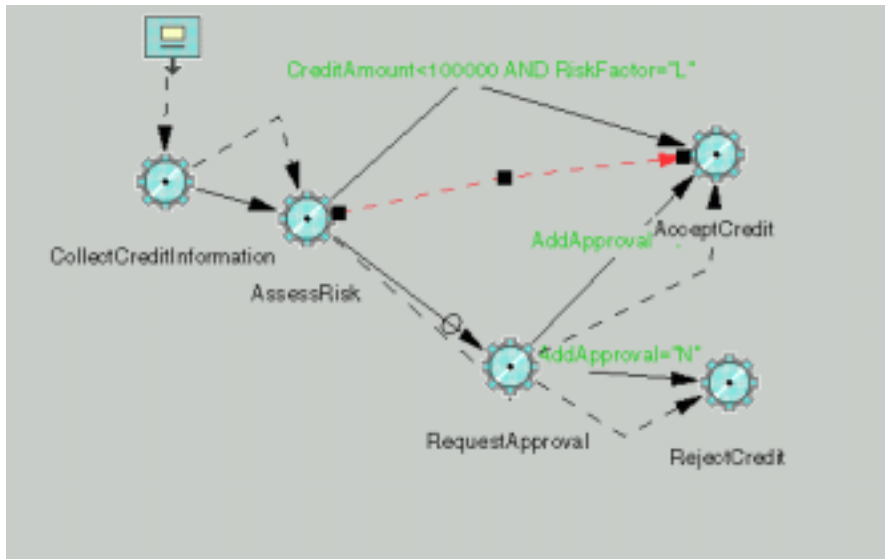 CreditAmount<100000 AND RiskFactor="L"
AddApproval
AcceptCredit
CollectCreditInformation
AssessRisk
AddApproval="N"
RequestApproval
RejectCredit